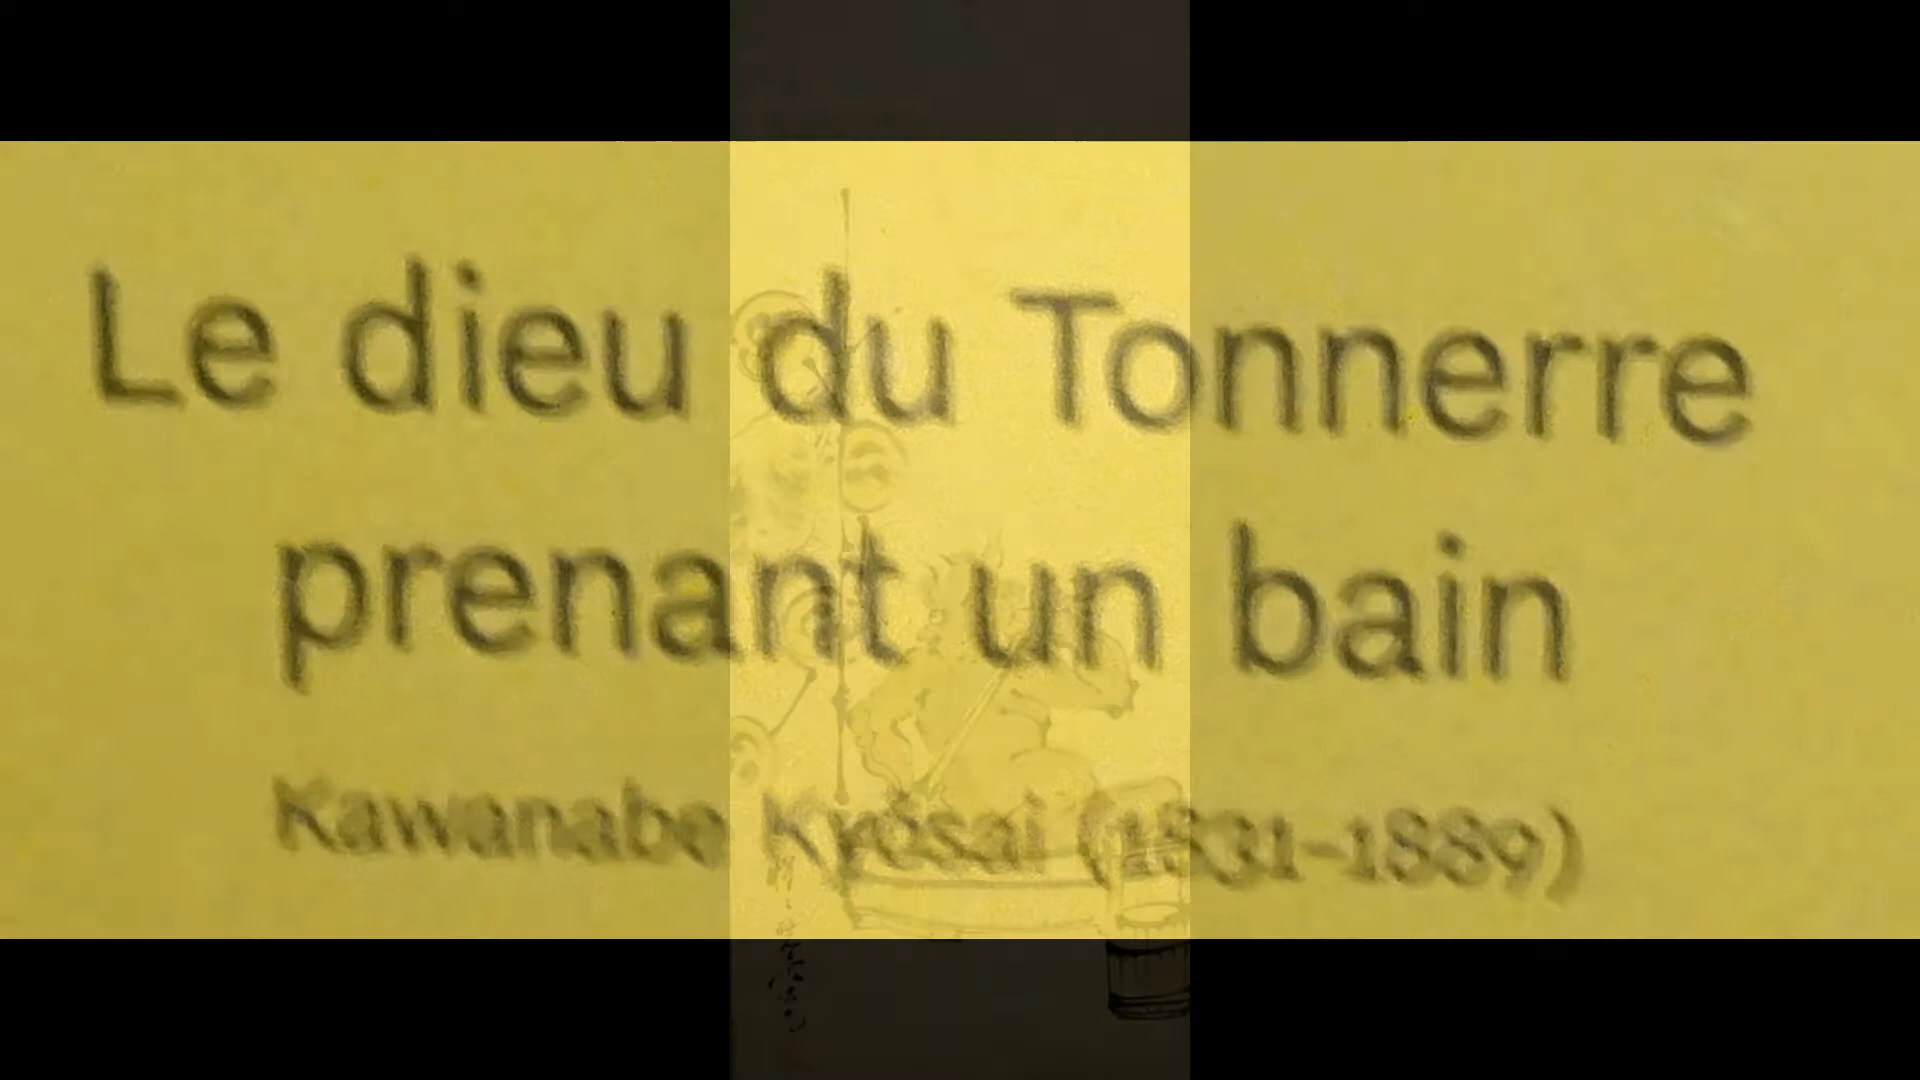 Le dieu du Tonnerre
prenant un bain
Kawanabe Kyōsai (1831–1889)